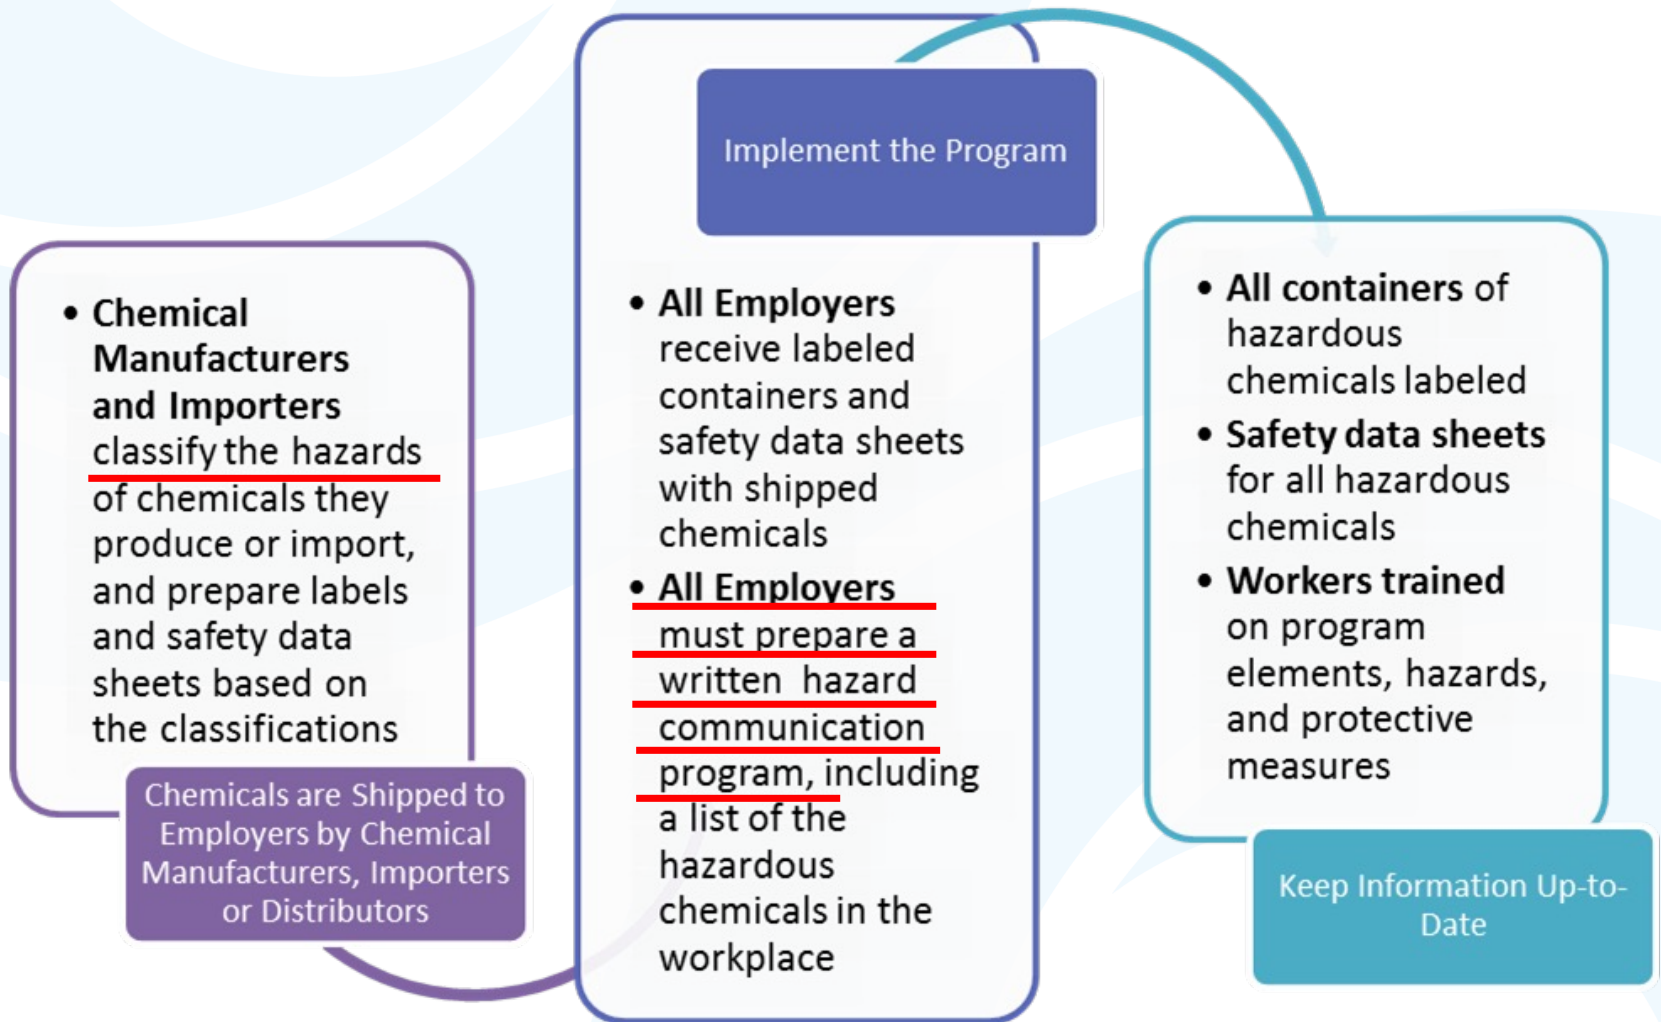 • Chemical
Manufacturers
and Importers
classify the hazards
of chemicals they
produce or import,
and prepare labels
and safety data
sheets based on
the classifications
Chemicals are Shipped to
Employers by Chemical
Manufacturers, Importers
or Distributors
Implement the Program
• All Employers
receive labeled
containers and
safety data sheets
with shipped
chemicals
• All Employers
must prepare a
written hazard
communication
program, including
a list of the
hazardous
chemicals in the
workplace
• All containers of
hazardous
chemicals labeled
• Safety data sheets
for all hazardous
chemicals
• Workers trained
on program
elements, hazards,
and protective
measures
Keep Information Up-to-
Date